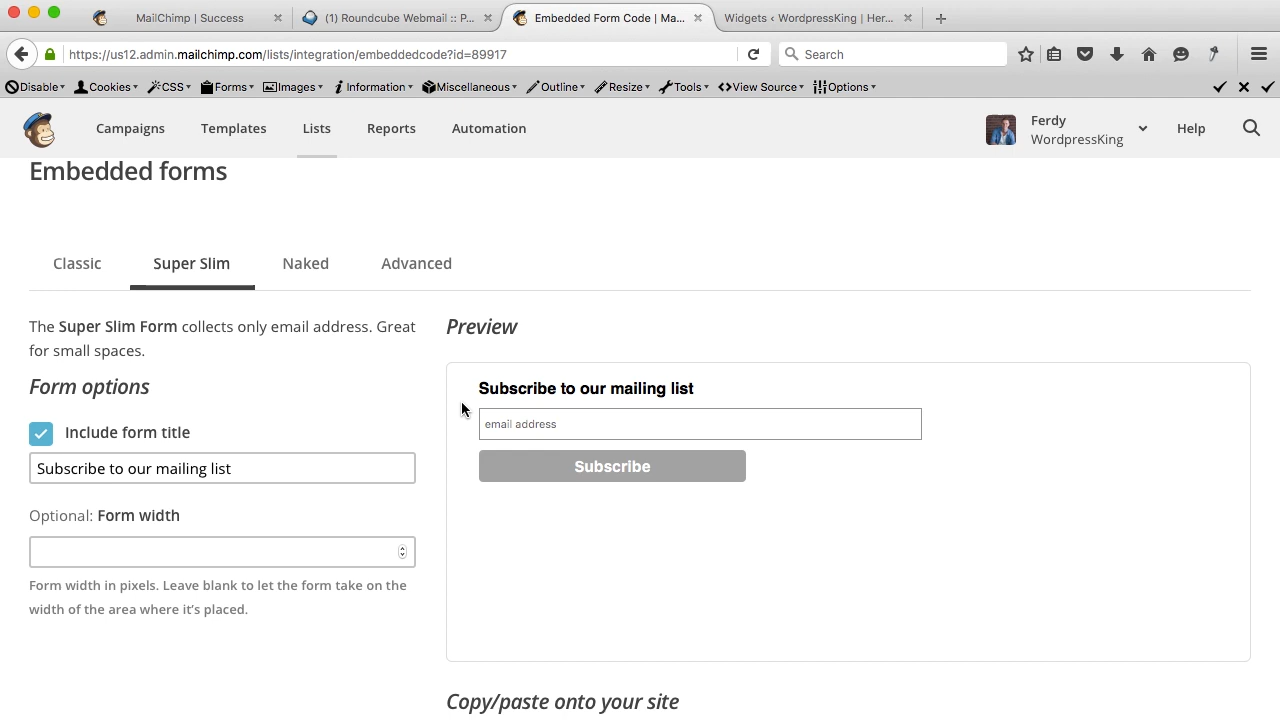 MailChimp | Success
(1) Roundcube Webmail :: P...
Embedded Form Code | Ma...
Widgets ‹ WordpressKing | Her...
https://us12.admin.mailchimp.com/lists/integration/embeddedcode?id=89917
Search
Disable Cookies CSS Forms Images Information Miscellaneous Outline Resize Tools View Source Options
Campaigns Templates Lists Reports Automation
Ferdy
WordpressKing
Help
Embedded forms
Classic Super Slim Naked Advanced
The Super Slim Form collects only email address. Great
for small spaces.
Form options
Include form title
Subscribe to our mailing list
Optional: Form width
Form width in pixels. Leave blank to let the form take on the
width of the area where it's placed.
Preview
Subscribe to our mailing list
email address
Subscribe
Copy/paste onto your site